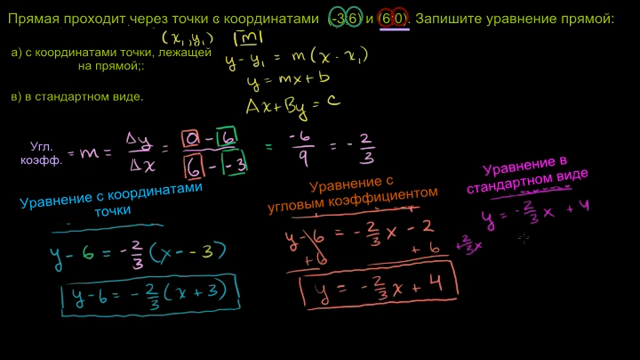 Прямая проходит через точки с координатами (-3;6) и (6;0). Запишите уравнение прямой:
(x₁, y₁) |m|
а) с координатами точки, лежащей на прямой;:
y - y₁ = m(x - x₁)
y = mx + b
в) в стандартном виде.
Ax + By = C
Угл. коэфф. = m = Δy/Δx = (0 - 6)/(6 - -3) = -6/9 = -2/3
Уравнение с координатами точки
y - 6 = -2/3 (x - -3)
y - 6 = -2/3 (x + 3)
Уравнение с угловым коэффициентом
y - 6 = -2/3 x - 2
+ 6 + 6
y = -2/3 x + 4
Уравнение в стандартном виде
y = -2/3 x + 4
+2/3 x